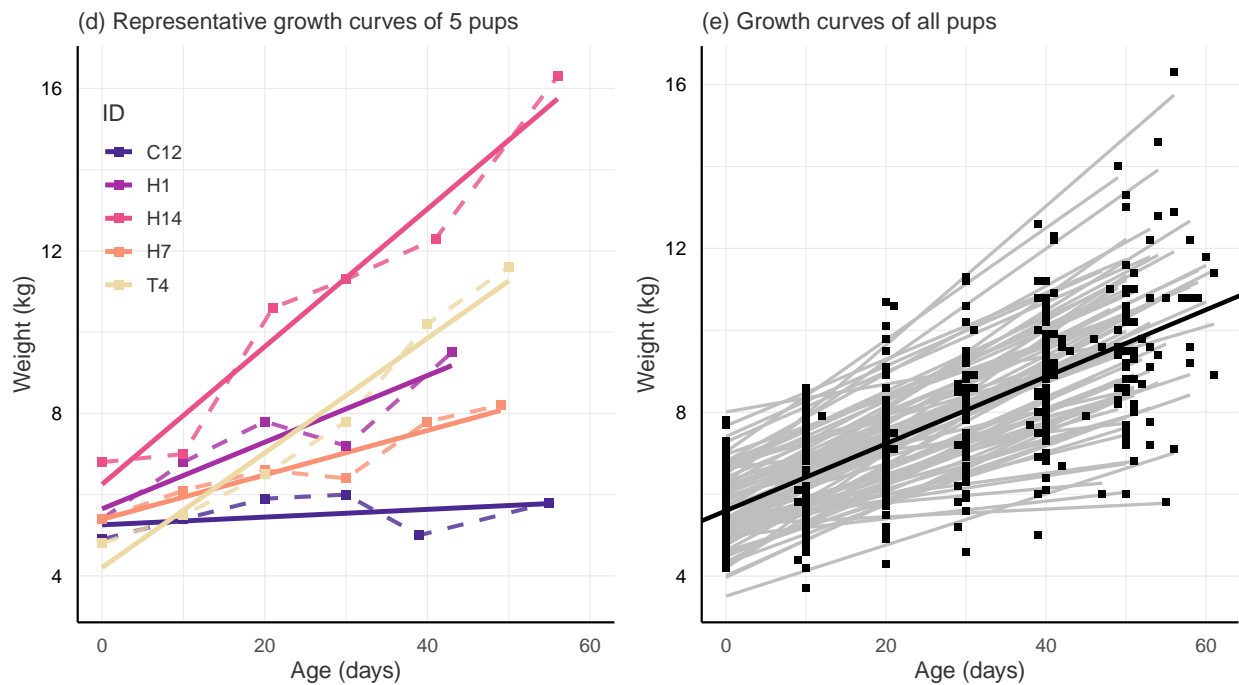 (d) Representative growth curves of 5 pups
16
12
8
4
Weight (kg)
ID
C12
H1
H14
H7
T4
0 20 40 60
Age (days)
(e) Growth curves of all pups
16
12
8
4
Weight (kg)
0 20 40 60
Age (days)